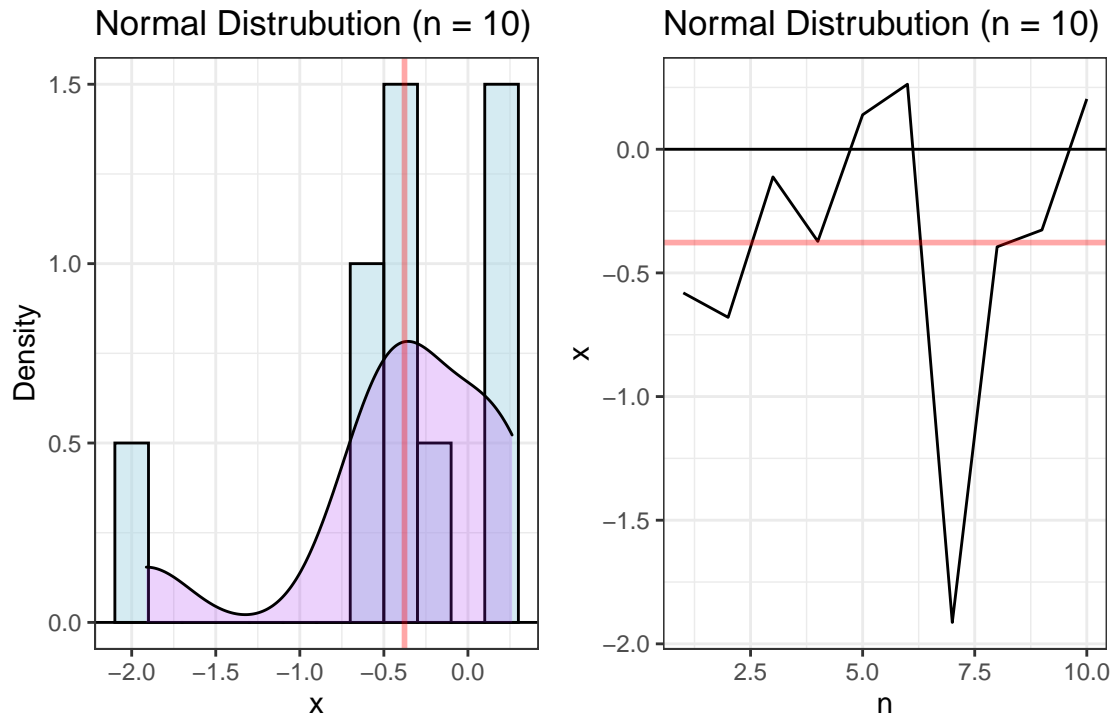 Normal Distrubution (n = 10)
1.5
1.0
0.5
0.0
Density
−2.0 −1.5 −1.0 −0.5 0.0
x
Normal Distrubution (n = 10)
0.0
−0.5
−1.0
−1.5
−2.0
x
2.5 5.0 7.5 10.0
n